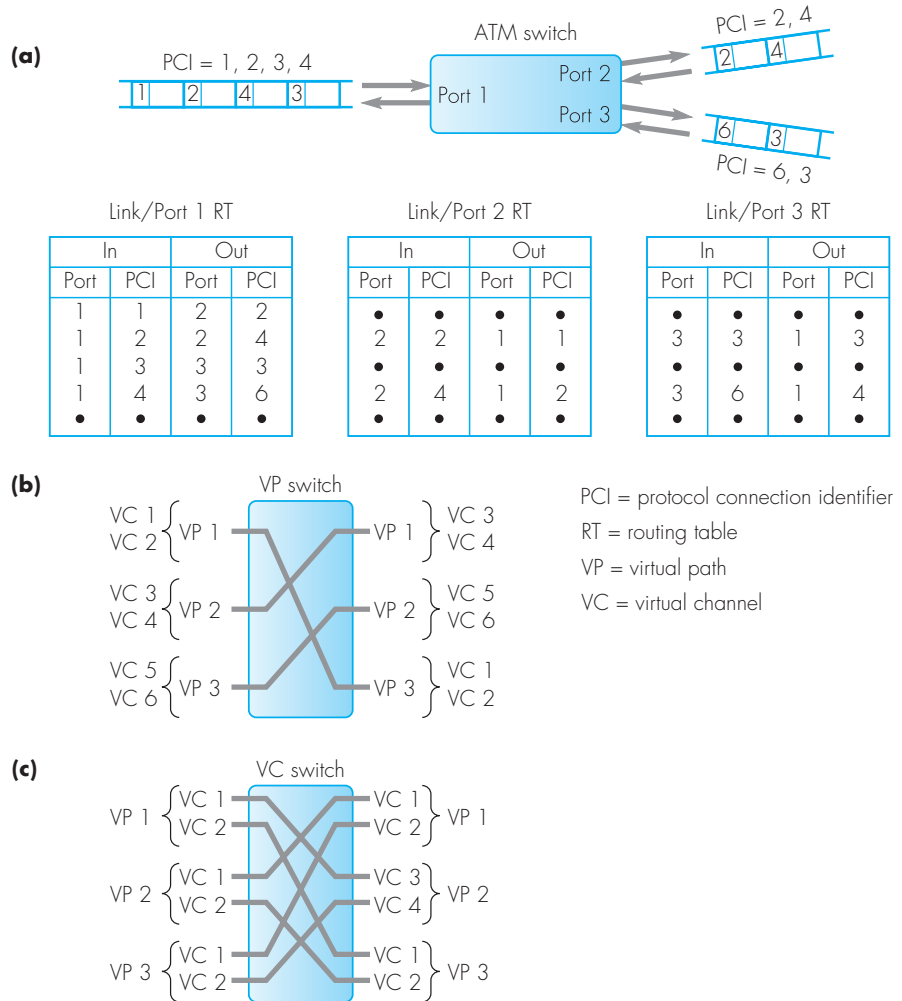 (a)
ATM switch
PCI = 1, 2, 3, 4
1 2 4 3
Port 1
Port 2
Port 3
PCI = 2, 4
2 4
6 3
PCI = 6, 3
Link/Port 1 RT
In Out
Port PCI Port PCI
1 1 2 2
1 2 2 4
1 3 3 3
1 4 3 6
• • • •
Link/Port 2 RT
In Out
Port PCI Port PCI
• • • •
2 2 1 1
• • • •
2 4 1 2
• • • •
Link/Port 3 RT
In Out
Port PCI Port PCI
• • • •
3 3 1 3
• • • •
3 6 1 4
• • • •
(b)
VP switch
VC 1
VC 2
VP 1
VP 1
VC 3
VC 4
VC 3
VC 4
VP 2
VP 2
VC 5
VC 6
VC 5
VC 6
VP 3
VP 3
VC 1
VC 2
PCI = protocol connection identifier
RT = routing table
VP = virtual path
VC = virtual channel
(c)
VC switch
VP 1
VC 1
VC 2
VC 1
VC 2
VP 1
VP 2
VC 1
VC 2
VC 3
VC 4
VP 2
VP 3
VC 1
VC 2
VC 1
VC 2
VP 3